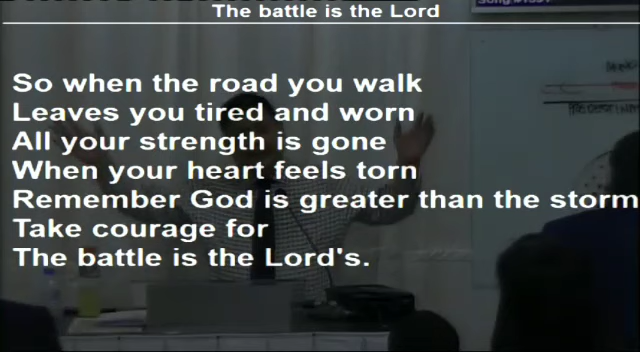 The battle is the Lord
So when the road you walk
Leaves you tired and worn
All your strength is gone
When your heart feels torn
Remember God is greater than the storm
Take courage for
The battle is the Lord's.